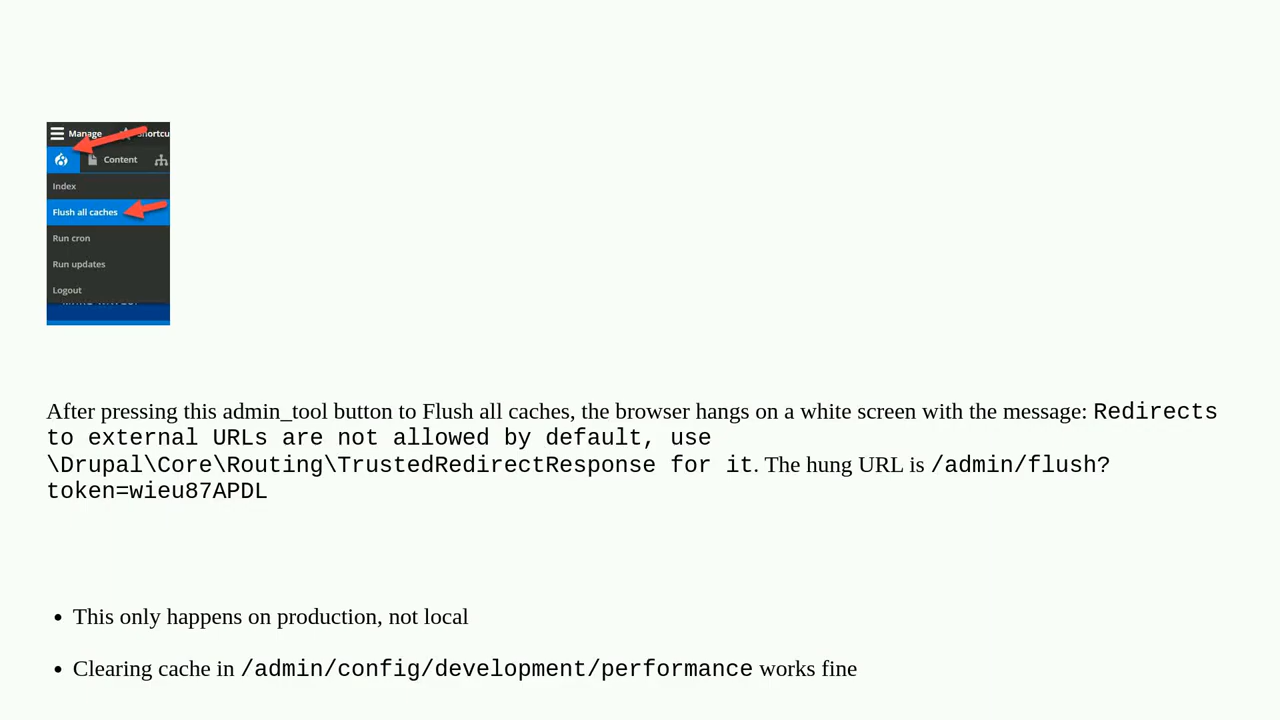 Manage Shortcu
Content
Index
Flush all caches
Run cron
Run updates
Logout
After pressing this admin_tool button to Flush all caches, the browser hangs on a white screen with the message: Redirects
to external URLs are not allowed by default, use
\Drupal\Core\Routing\TrustedRedirectResponse for it. The hung URL is /admin/flush?
token=wieu87APDL
• This only happens on production, not local
• Clearing cache in /admin/config/development/performance works fine